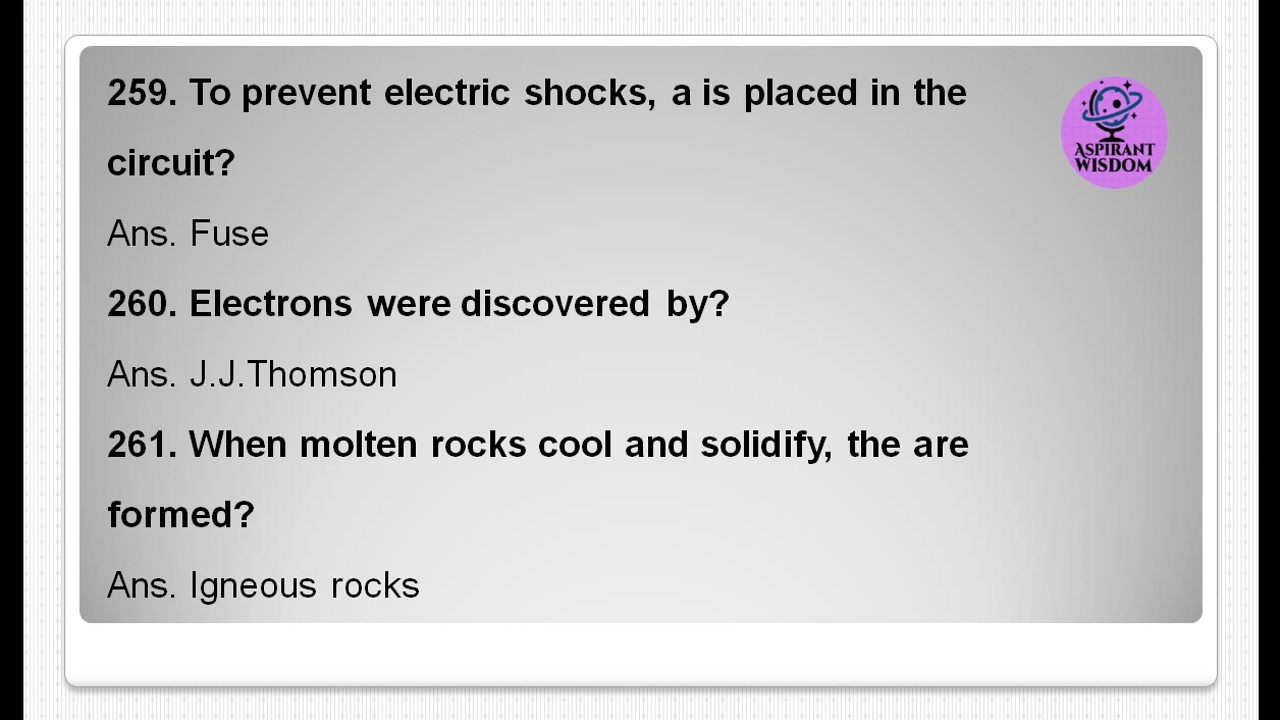 259. To prevent electric shocks, a is placed in the
circuit?
Ans. Fuse
260. Electrons were discovered by?
Ans. J.J.Thomson
261. When molten rocks cool and solidify, the are
formed?
Ans. Igneous rocks
ASPIRANT
WISDOM